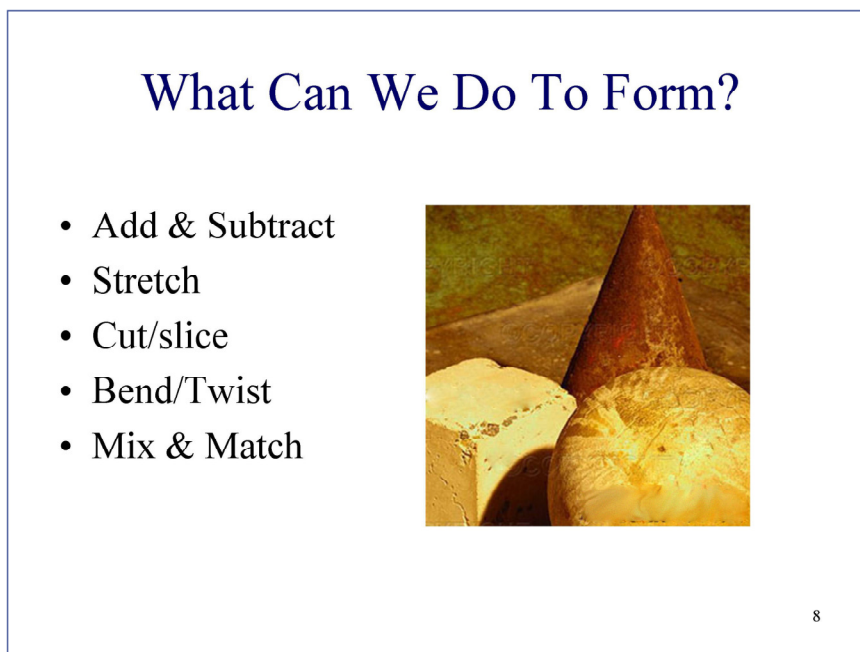 What Can We Do To Form?
• Add & Subtract
• Stretch
• Cut/slice
• Bend/Twist
• Mix & Match
8